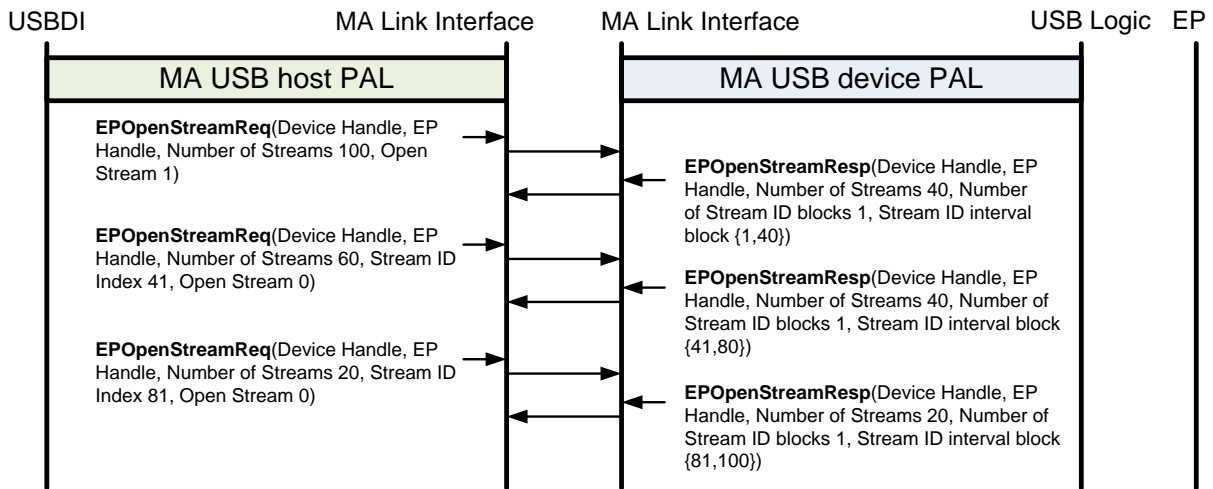 USBDI
MA Link Interface
MA Link Interface
USB Logic
EP
MA USB host PAL
MA USB device PAL
EPOpenStreamReq(Device Handle, EP
Handle, Number of Streams 100, Open
Stream 1)
EPOpenStreamResp(Device Handle, EP
Handle, Number of Streams 40, Number
of Stream ID blocks 1, Stream ID interval
block {1,40})
EPOpenStreamReq(Device Handle, EP
Handle, Number of Streams 60, Stream ID
Index 41, Open Stream 0)
EPOpenStreamResp(Device Handle, EP
Handle, Number of Streams 40, Number of
Stream ID blocks 1, Stream ID interval block
{41,80})
EPOpenStreamReq(Device Handle, EP
Handle, Number of Streams 20, Stream ID
Index 81, Open Stream 0)
EPOpenStreamResp(Device Handle, EP
Handle, Number of Streams 20, Number of
Stream ID blocks 1, Stream ID interval block
{81,100})